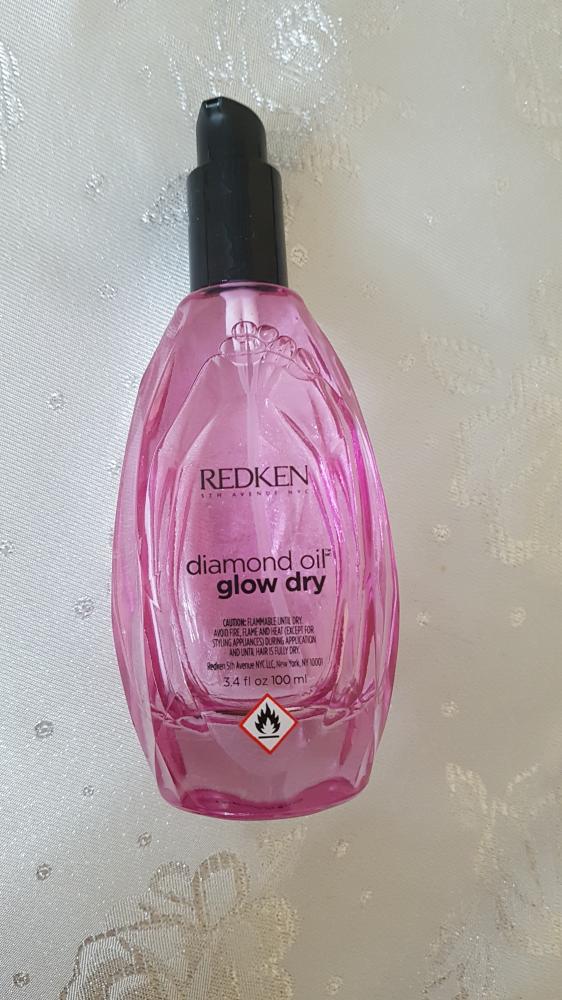 REDKEN
5TH AVENUE NYC
diamond oil
glow dry
CAUTION: FLAMMABLE UNTIL DRY.
AVOID FIRE, FLAME AND HEAT (EXCEPT FOR
STYLING APPLIANCES) DURING APPLICATION
AND UNTIL HAIR IS FULLY DRY.
Redken 5th Avenue NYC LLC, New York, NY 10001
3.4 fl oz 100 ml